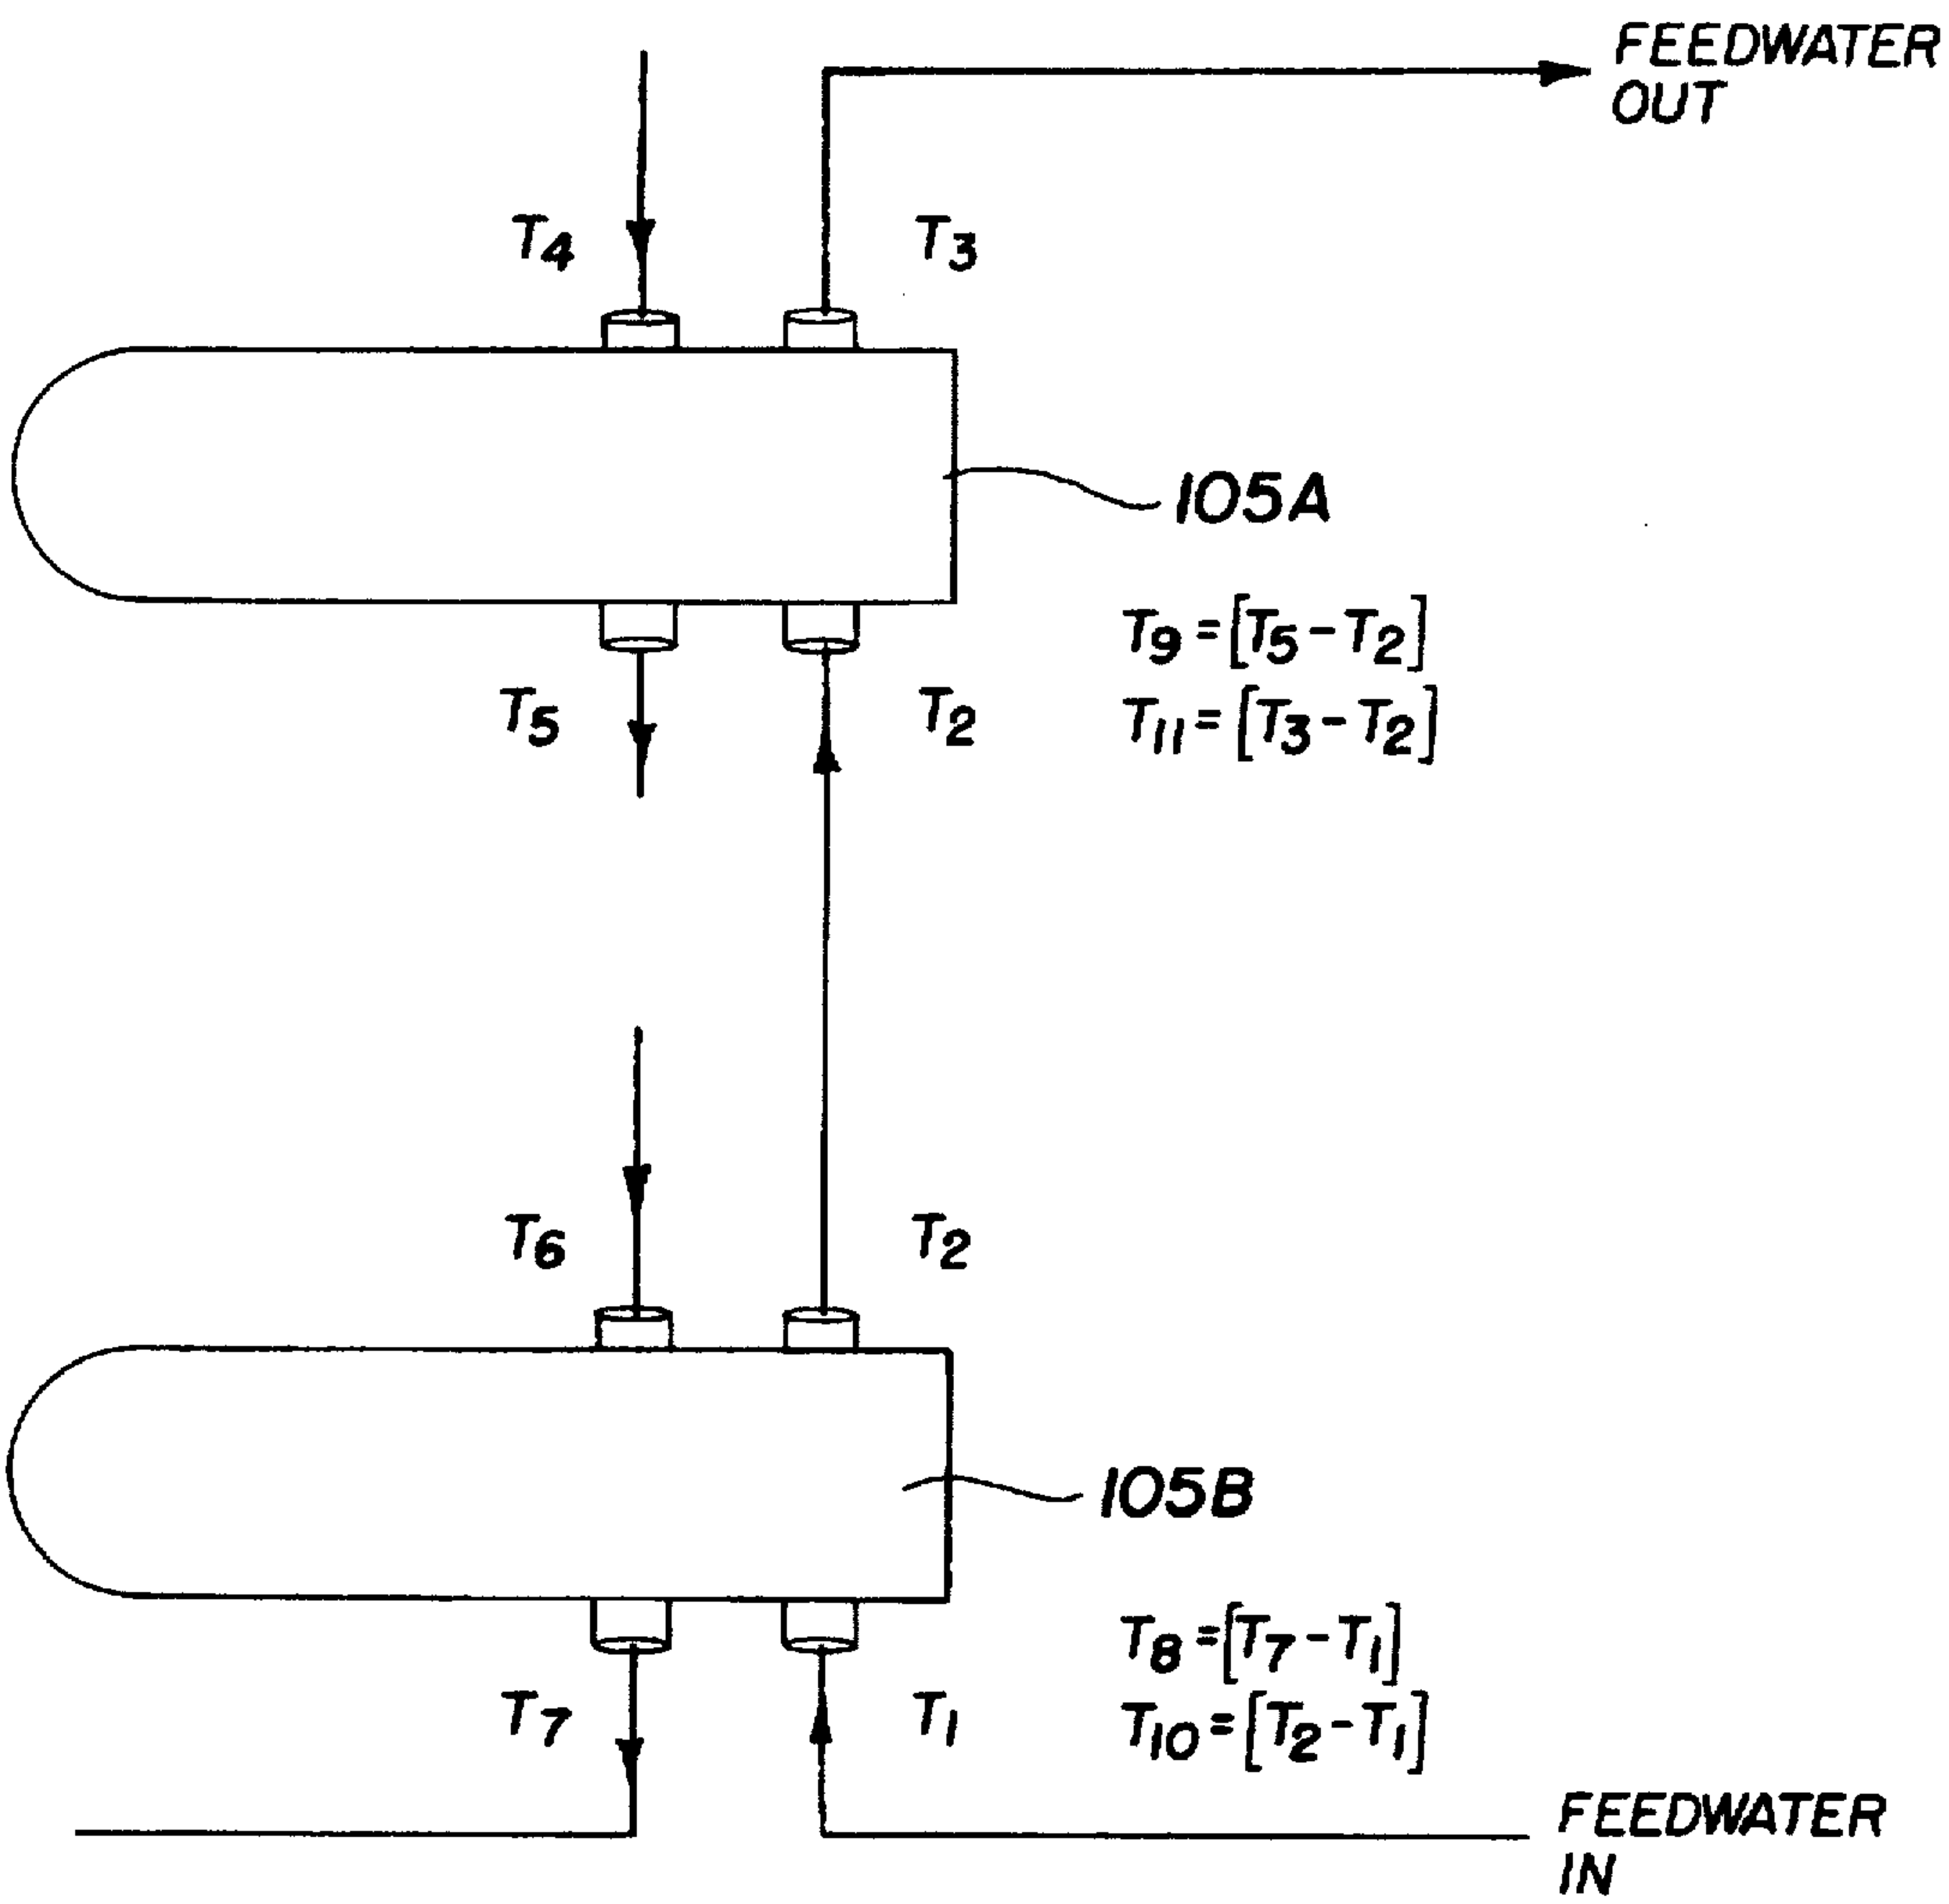 FEEDWATER
OUT
T4
T3
105A
T9=[T5-T2]
T11=[T3-T2]
T5
T2
T6
T2
105B
T8=[T7-T1]
T10=[T2-T1]
T7
T1
FEEDWATER
IN